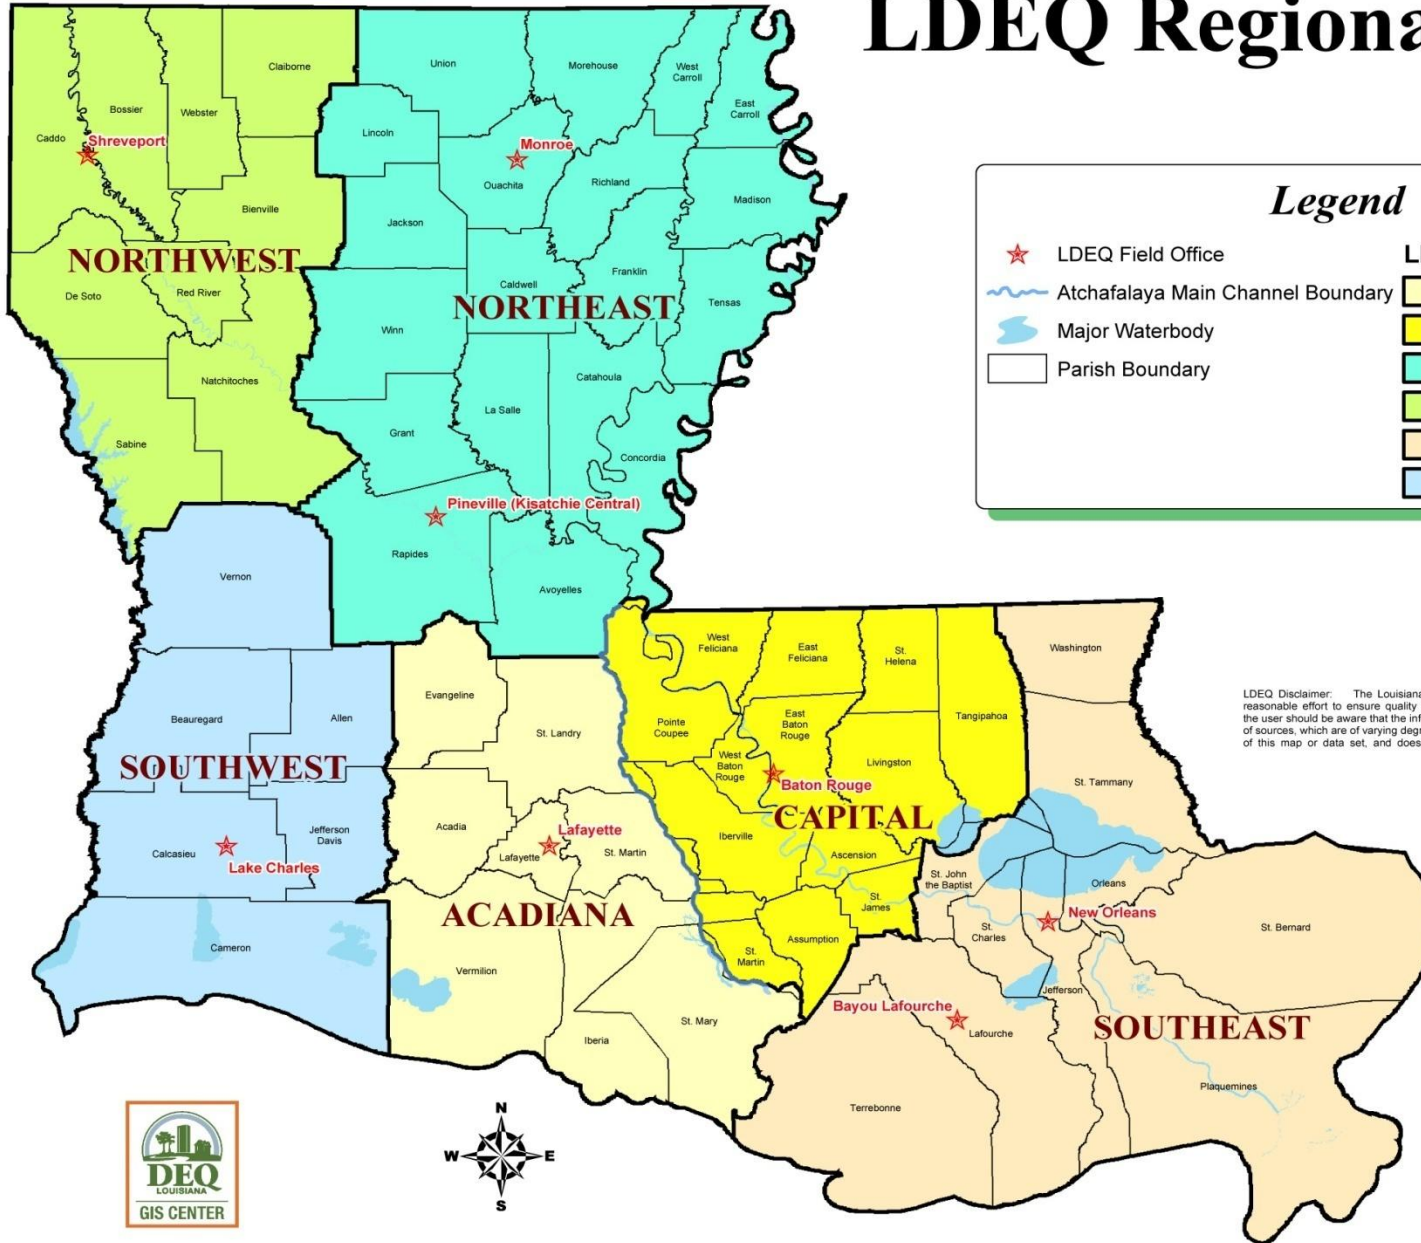 LDEQ Regiona
Legend
LDEQ Field Office
Atchafalaya Main Channel Boundary
Major Waterbody
Parish Boundary
L
Union
Morehouse
West
Carroll
East
Carroll
Claiborne
Bossier
Webster
Caddo
Shreveport
Lincoln
Monroe
Ouachita
Richland
Madison
Bienville
Jackson
NORTHWEST
De Soto
Red River
Caldwell
Franklin
NORTHEAST
Tensas
Winn
Natchitoches
Catahoula
La Salle
Sabine
Grant
Concordia
Pineville (Kisatchie Central)
Rapides
Avoyelles
Vernon
West
Feliciana
East
Feliciana
St.
Helena
Washington
Evangeline
Beauregard
Allen
St. Landry
Pointe
Coupee
East
Baton
Rouge
Tangipahoa
LDEQ Disclaimer: The Louisiana
reasonable effort to ensure quality
the user should be aware that the inf
of sources, which are of varying degr
of this map or data set, and does
SOUTHWEST
West
Baton
Rouge
Baton Rouge
Livingston
St. Tammany
CAPITAL
Acadia
Lafayette
Lafayette
St. Martin
Iberville
Ascension
Calcasieu
Jefferson
Davis
Lake Charles
St. John
the Baptist
Orleans
St.
James
New Orleans
ACADIANA
St.
Charles
St. Bernard
Cameron
Assumption
St.
Martin
Vermilion
Jefferson
Bayou Lafourche
Lafourche
SOUTHEAST
St. Mary
Iberia
Plaquemines
Terrebonne
DEQ
LOUISIANA
GIS CENTER
N
W
E
S